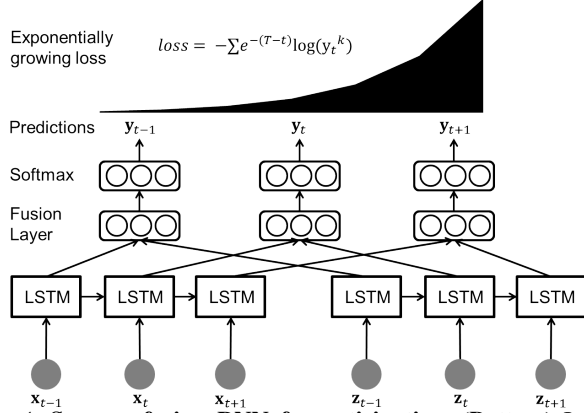 Exponentially
growing loss
loss = −∑e^{−(T−t)}log(y_t^k)
Predictions y_{t−1} y_t y_{t+1}
Softmax
Fusion
Layer
LSTM LSTM LSTM LSTM LSTM LSTM
x_{t−1} x_t x_{t+1} z_{t−1} z_t z_{t+1}